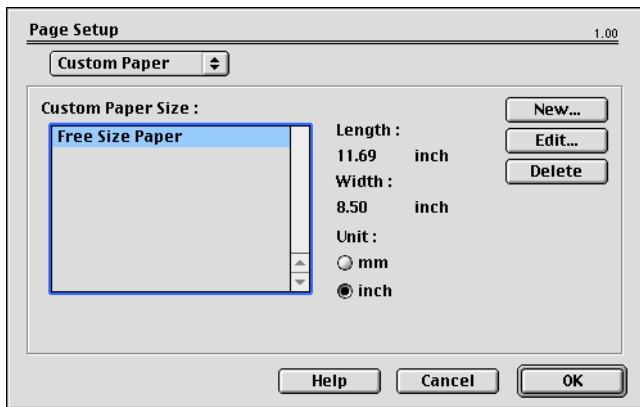 Page Setup
1.00
Custom Paper
Custom Paper Size :
Free Size Paper
Length :
11.69 inch
Width :
8.50 inch
Unit :
mm
inch
New...
Edit...
Delete
Help
Cancel
OK